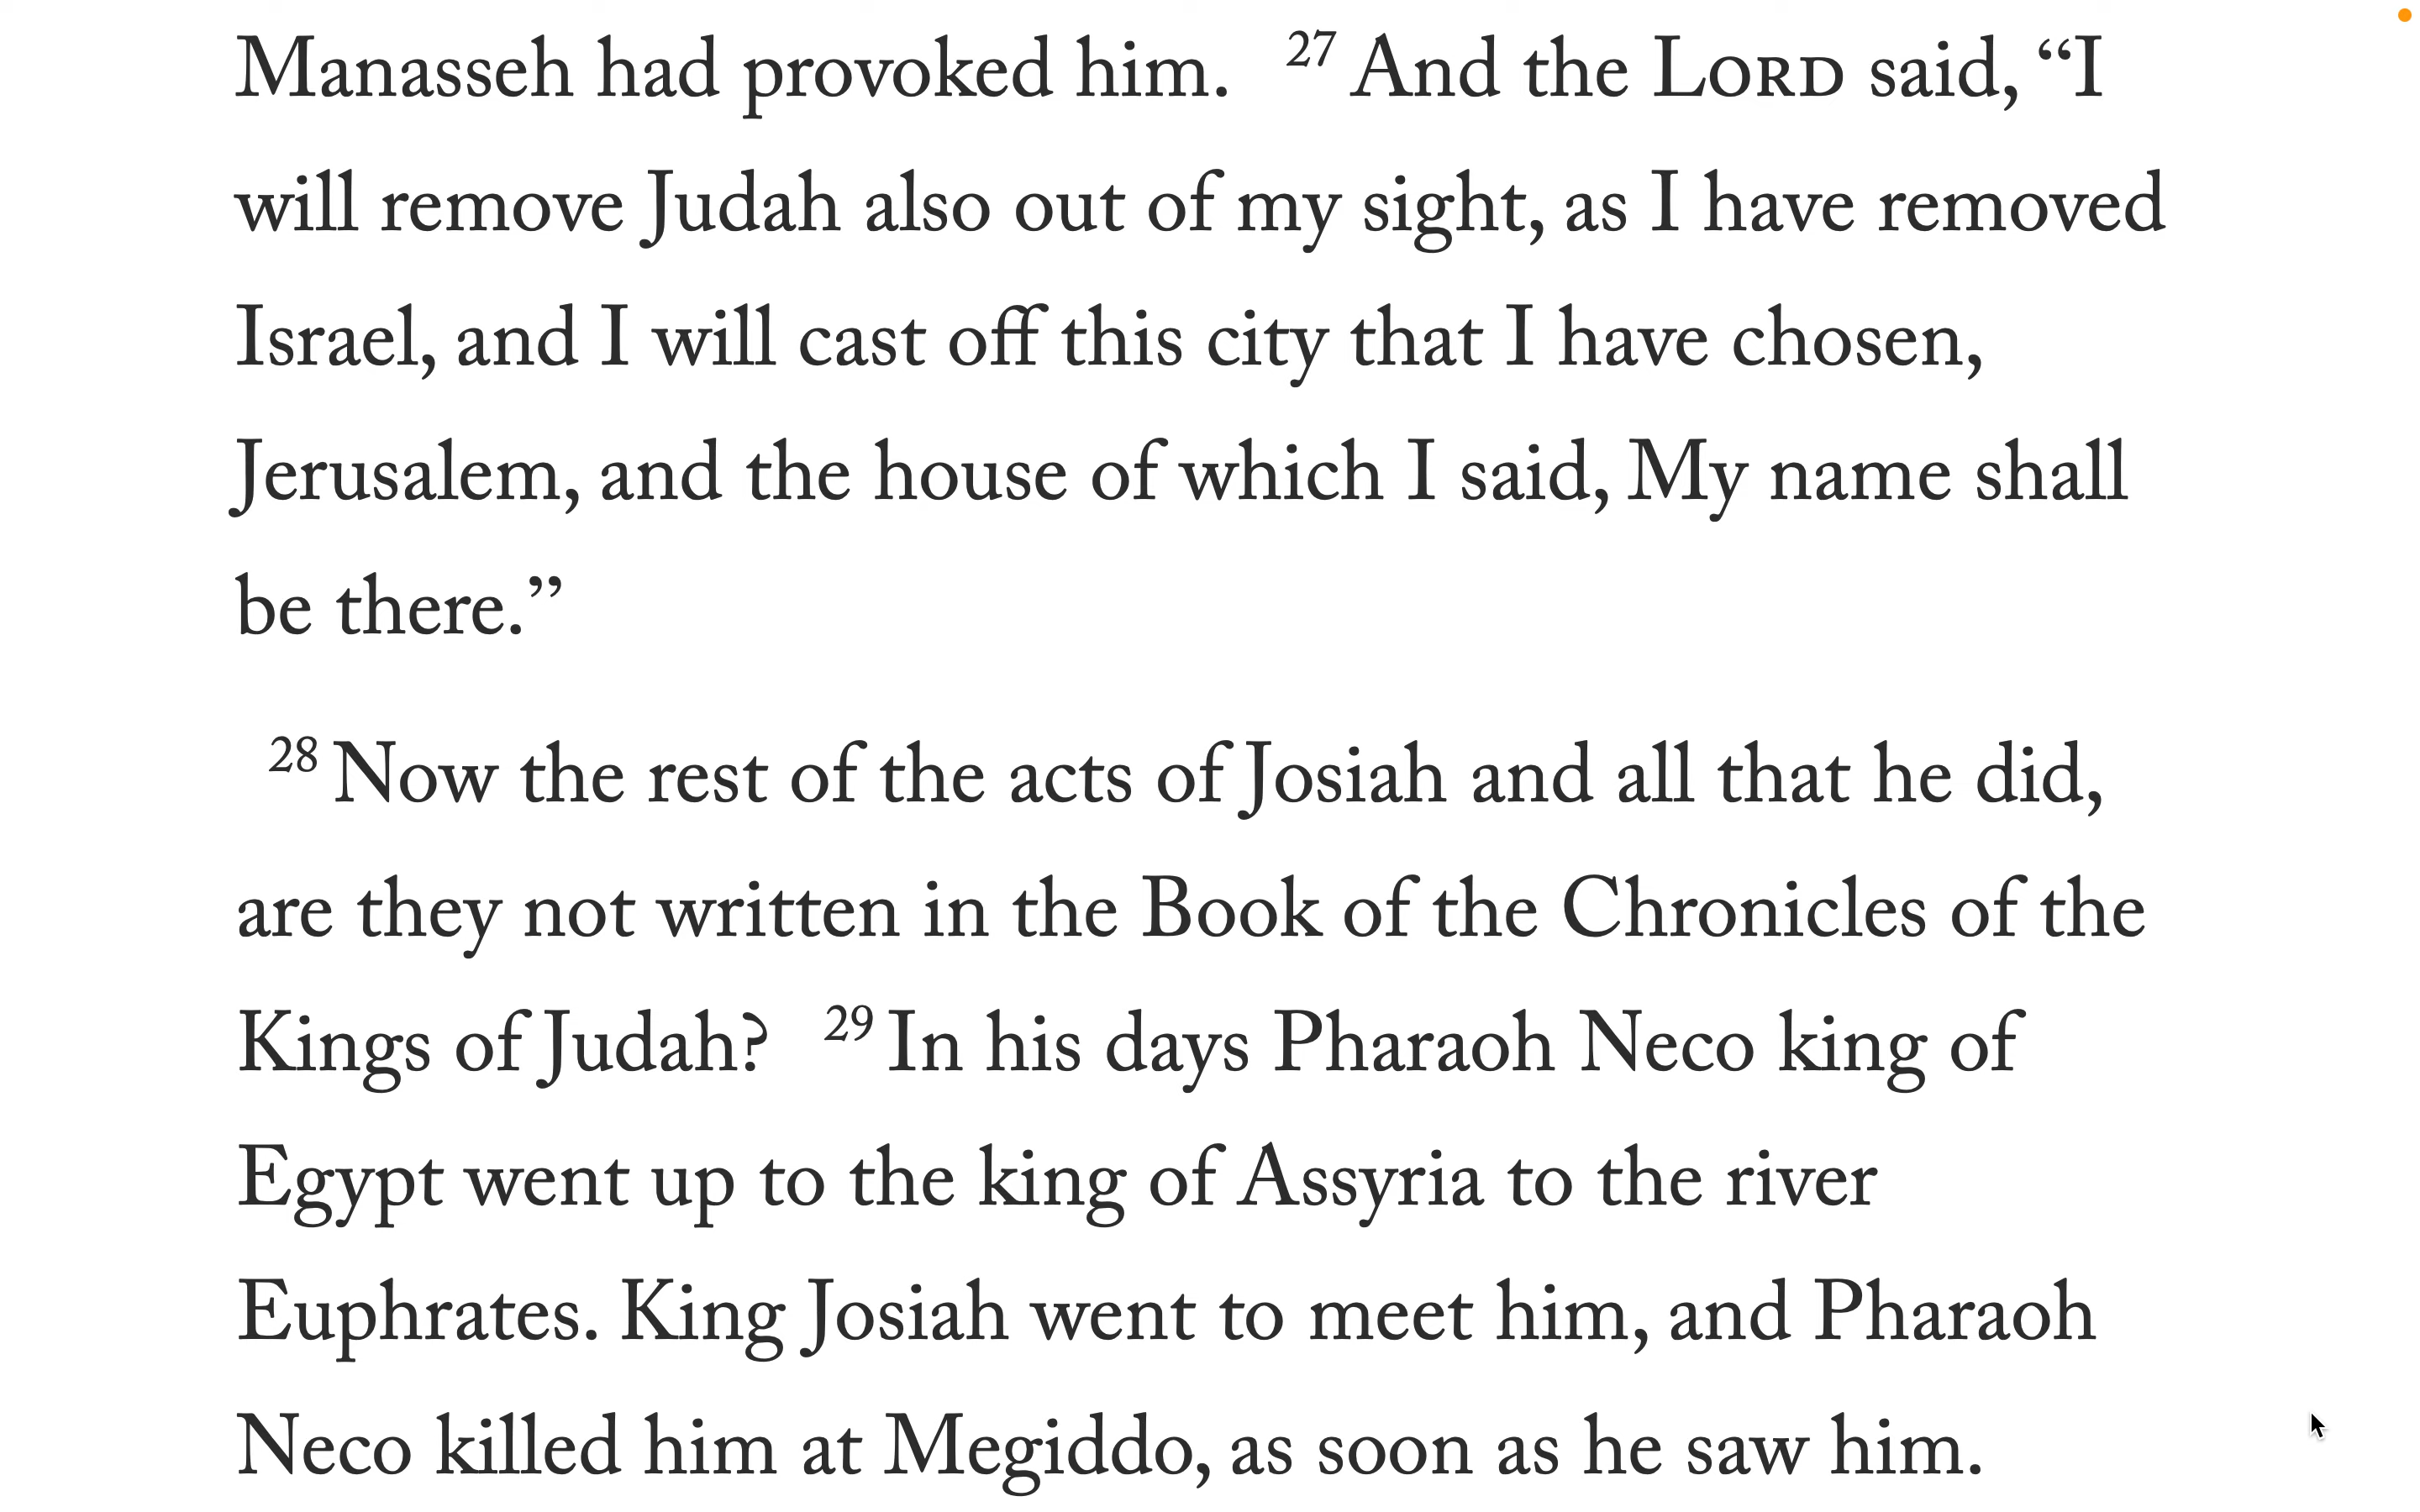 Manasseh had provoked him. 27 And the LORD said, “I
will remove Judah also out of my sight, as I have removed
Israel, and I will cast off this city that I have chosen,
Jerusalem, and the house of which I said, My name shall
be there.”
28 Now the rest of the acts of Josiah and all that he did,
are they not written in the Book of the Chronicles of the
Kings of Judah? 29 In his days Pharaoh Neco king of
Egypt went up to the king of Assyria to the river
Euphrates. King Josiah went to meet him, and Pharaoh
Neco killed him at Megiddo, as soon as he saw him.